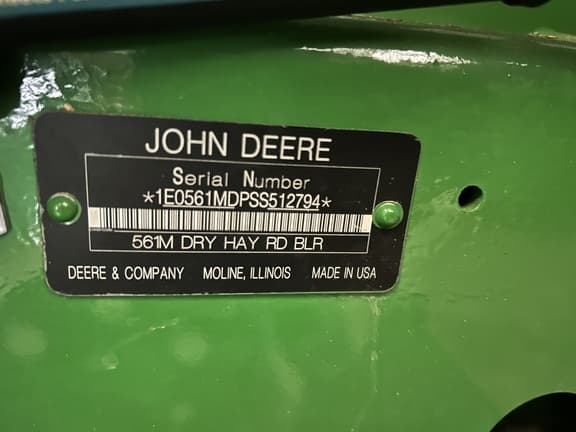 JOHN DEERE
Serial Number
*1E0561MDPSS512794*
561M DRY HAY RD BLR
DEERE & COMPANY MOLINE, ILLINOIS MADE IN USA